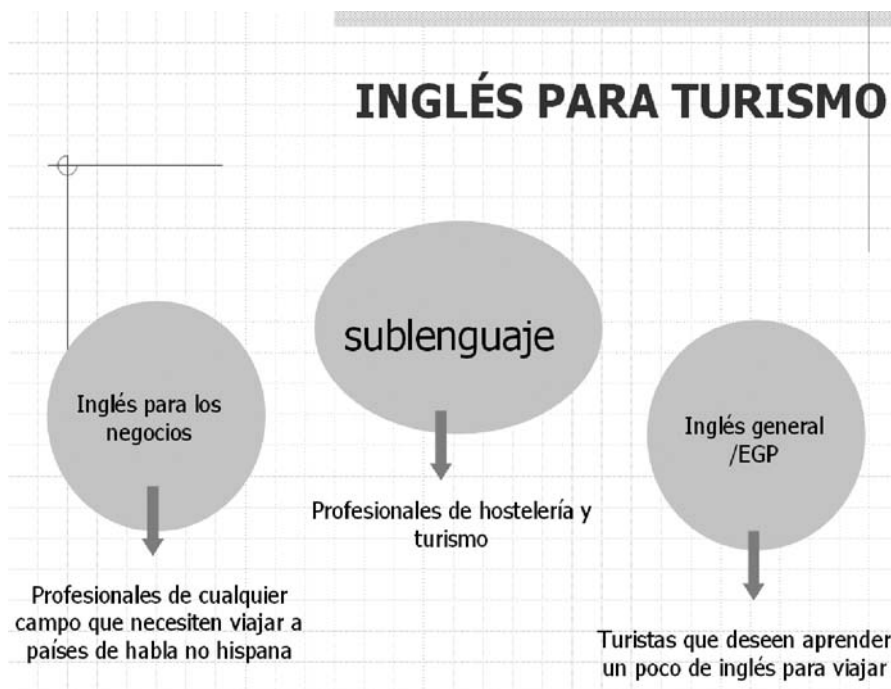 INGLÉS PARA TURISMO
sublenguaje
Inglés para los
negocios
Inglés general
/EGP
Profesionales de hostelería y
turismo
Profesionales de cualquier
campo que necesiten viajar a
países de habla no hispana
Turistas que deseen aprender
un poco de inglés para viajar